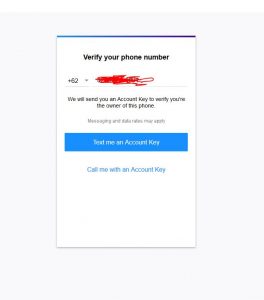 Verify your phone number
+62
We will send you an Account Key to verify you're
the owner of this phone.
Messaging and data rates may apply
Text me an Account Key
Call me with an Account Key